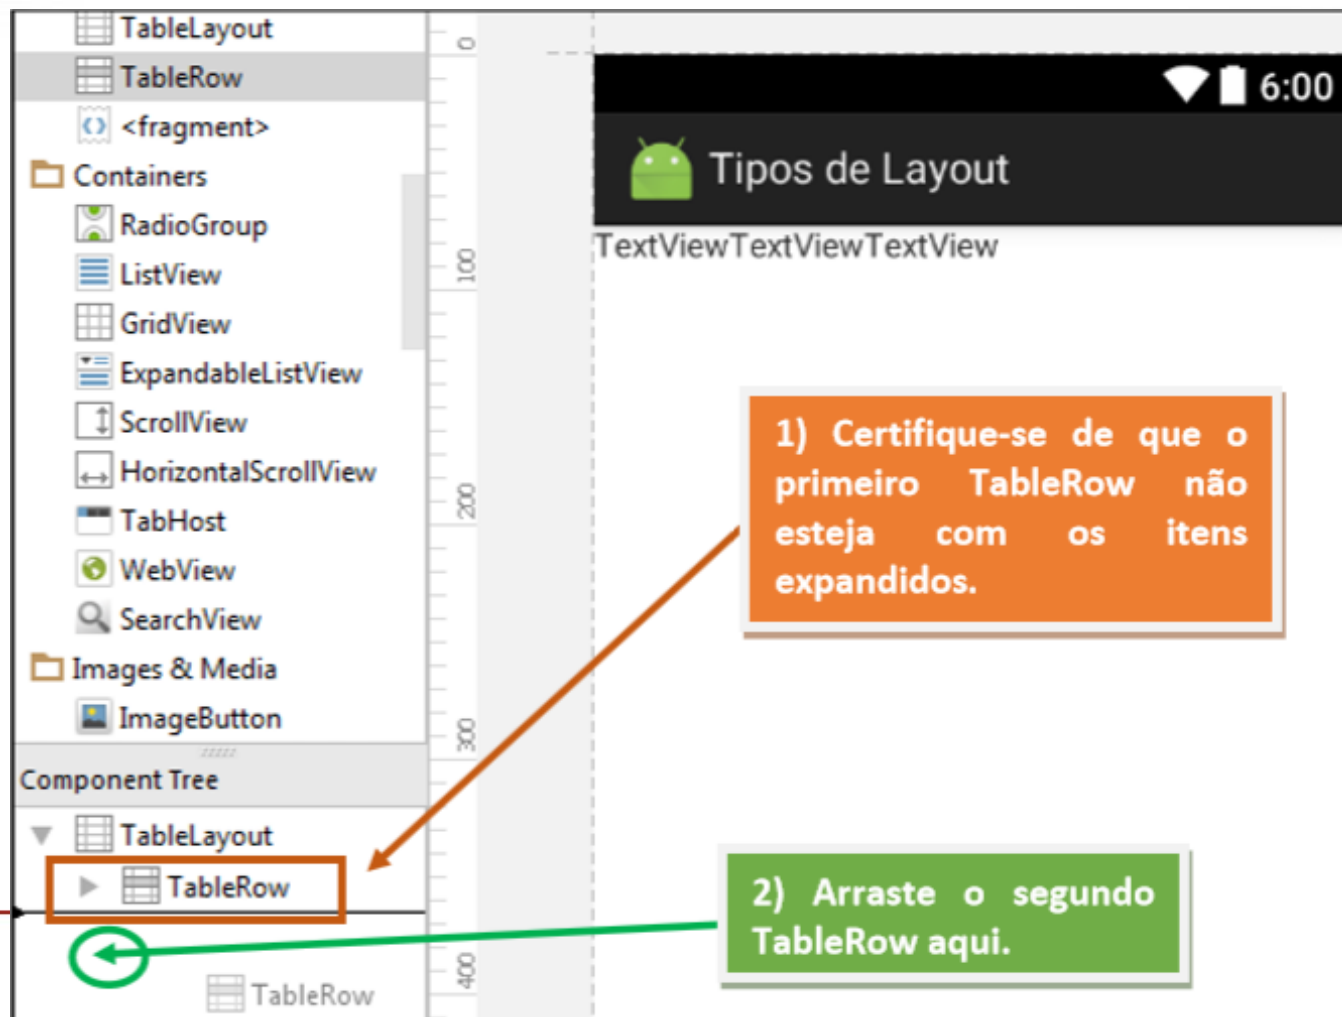 TableLayout
TableRow
<fragment>
Containers
RadioGroup
ListView
GridView
ExpandableListView
ScrollView
HorizontalScrollView
TabHost
WebView
SearchView
Images & Media
ImageButton
Component Tree
TableLayout
TableRow
TableRow
0
100
200
300
400
6:00
Tipos de Layout
TextViewTextViewTextView
1) Certifique-se de que o
primeiro TableRow não
esteja com os itens
expandidos.
2) Arraste o segundo
TableRow aqui.